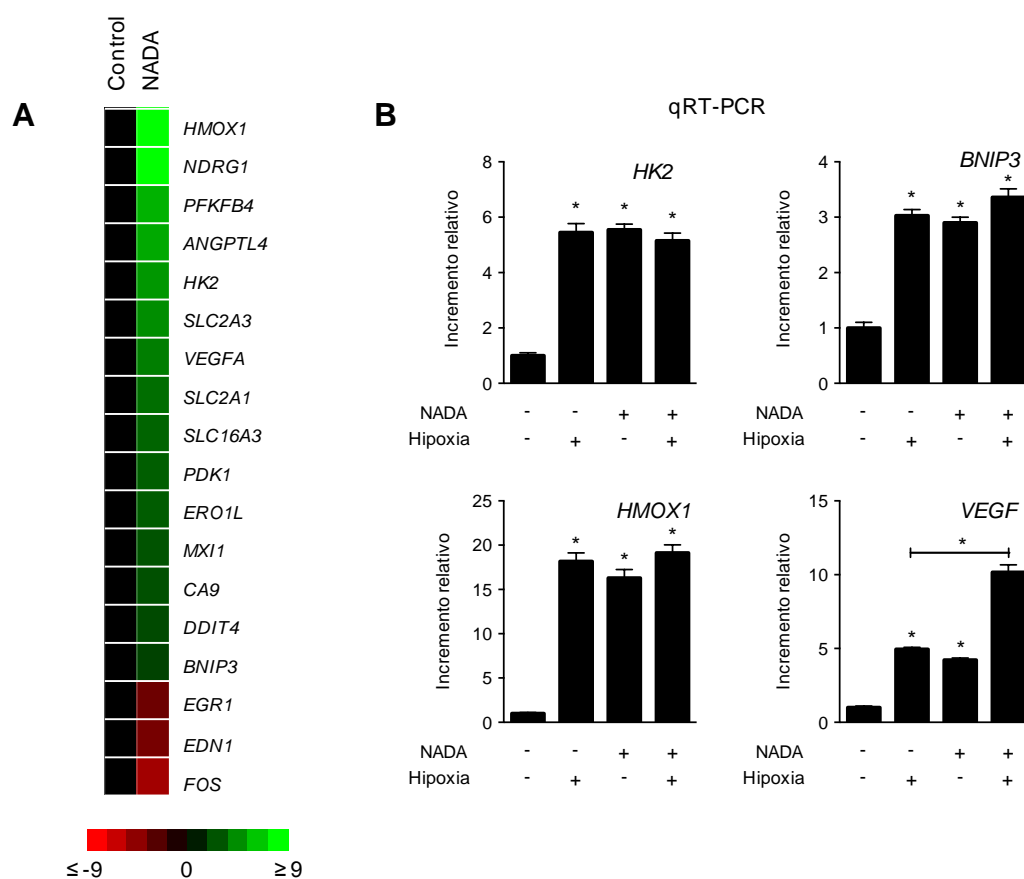 A
Control
NADA
HMOX1
NDRG1
PFKFB4
ANGPTL4
HK2
SLC2A3
VEGFA
SLC2A1
SLC16A3
PDK1
ERO1L
MXI1
CA9
DDIT4
BNIP3
EGR1
EDN1
FOS
≤ -9 0 ≥ 9
B
qRT-PCR
HK2
Incremento relativo
8
6
4
2
0
* * *
NADA - - + +
Hipoxia - + - +
BNIP3
Incremento relativo
4
3
2
1
0
* * *
NADA - - + +
Hipoxia - + - +
HMOX1
Incremento relativo
25
20
15
10
5
0
* * *
NADA - - + +
Hipoxia - + - +
VEGF
Incremento relativo
15
10
5
0
*
* *
NADA - - + +
Hipoxia - + - +